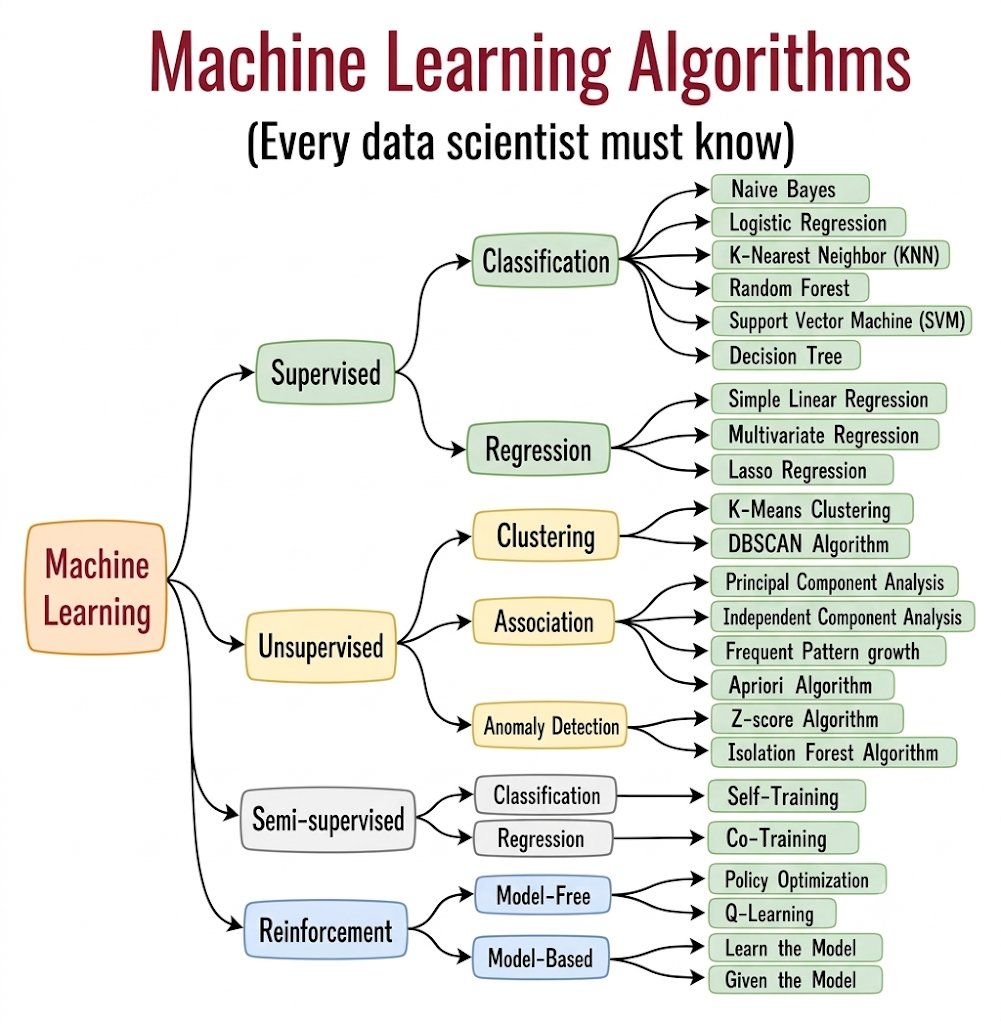 Machine Learning Algorithms
(Every data scientist must know)
Naive Bayes
Logistic Regression
Classification
K-Nearest Neighbor (KNN)
Random Forest
Support Vector Machine (SVM)
Decision Tree
Supervised
Simple Linear Regression
Regression
Multivariate Regression
Lasso Regression
Machine
Learning
Clustering
K-Means Clustering
DBSCAN Algorithm
Unsupervised
Association
Principal Component Analysis
Independent Component Analysis
Frequent Pattern growth
Apriori Algorithm
Anomaly Detection
Z-score Algorithm
Isolation Forest Algorithm
Semi-supervised
Classification
Self-Training
Regression
Co-Training
Reinforcement
Model-Free
Policy Optimization
Q-Learning
Model-Based
Learn the Model
Given the Model